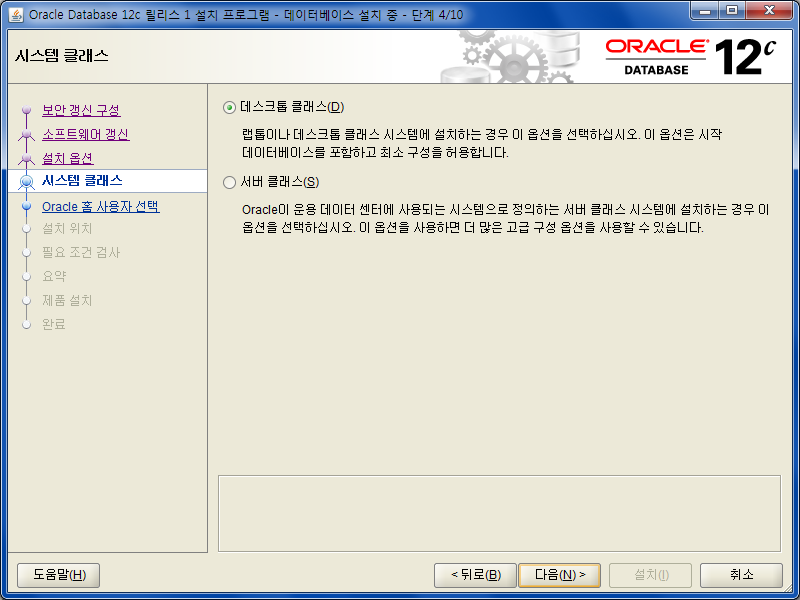 Oracle Database 12c 릴리스 1 설치 프로그램 - 데이터베이스 설치 중 - 단계 4/10
시스템 클래스
ORACLE
DATABASE
12c
보안 갱신 구성
소프트웨어 갱신
설치 옵션
시스템 클래스
Oracle 홈 사용자 선택
설치 위치
필요 조건 검사
요약
제품 설치
완료
데스크톱 클래스(D)
랩톱이나 데스크톱 클래스 시스템에 설치하는 경우 이 옵션을 선택하십시오. 이 옵션은 시작
데이터베이스를 포함하고 최소 구성을 허용합니다.
서버 클래스(S)
Oracle이 운용 데이터 센터에 사용되는 시스템으로 정의하는 서버 클래스 시스템에 설치하는 경우 이
옵션을 선택하십시오. 이 옵션을 사용하면 더 많은 고급 구성 옵션을 사용할 수 있습니다.
도움말(H)
< 뒤로(B)
다음(N) >
설치(I)
취소